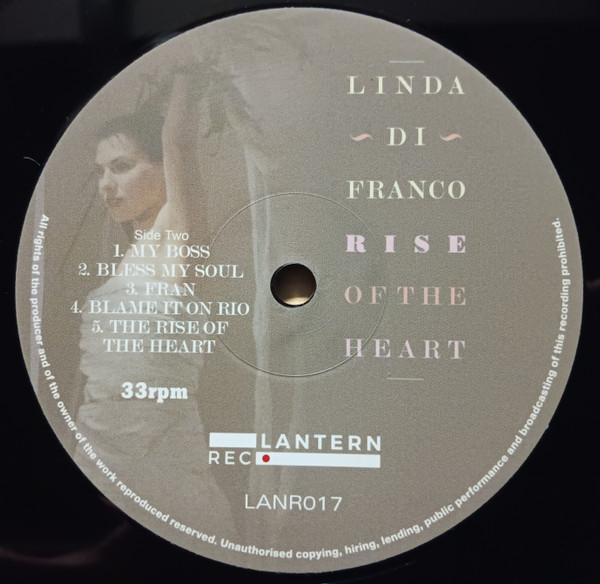 LINDA
~ DI ~
FRANCO
RISE
OF THE
HEART
Side Two
1. MY BOSS
2. BLESS MY SOUL
3. FRAN
4. BLAME IT ON RIO
5. THE RISE OF
THE HEART
33rpm
LANTERN
REC
LANR017
All rights of the producer and of the owner of the work reproduced reserved. Unauthorised copying, hiring, lending, public performance and broadcasting of this recording prohibited.